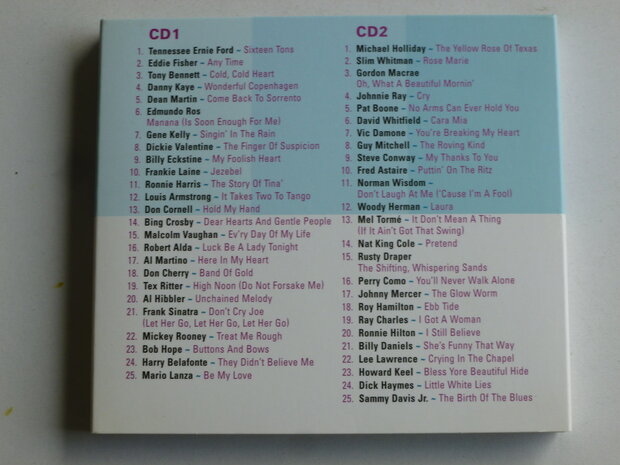 CD1
1. Tennessee Ernie Ford ~ Sixteen Tons
2. Eddie Fisher ~ Any Time
3. Tony Bennett ~ Cold, Cold Heart
4. Danny Kaye ~ Wonderful Copenhagen
5. Dean Martin ~ Come Back To Sorrento
6. Edmundo Ros
Manana (Is Soon Enough For Me)
7. Gene Kelly ~ Singin' In The Rain
8. Dickie Valentine ~ The Finger Of Suspicion
9. Billy Eckstine ~ My Foolish Heart
10. Frankie Laine ~ Jezebel
11. Ronnie Harris ~ The Story Of Tina'
12. Louis Armstrong ~ It Takes Two To Tango
13. Don Cornell ~ Hold My Hand
14. Bing Crosby ~ Dear Hearts And Gentle People
15. Malcolm Vaughan ~ Ev'ry Day Of My Life
16. Robert Alda ~ Luck Be A Lady Tonight
17. Al Martino ~ Here In My Heart
18. Don Cherry ~ Band Of Gold
19. Tex Ritter ~ High Noon (Do Not Forsake Me)
20. Al Hibbler ~ Unchained Melody
21. Frank Sinatra ~ Don't Cry Joe
(Let Her Go, Let Her Go, Let Her Go)
22. Mickey Rooney ~ Treat Me Rough
23. Bob Hope ~ Buttons And Bows
24. Harry Belafonte ~ They Didn't Believe Me
25. Mario Lanza ~ Be My Love
CD2
1. Michael Holliday ~ The Yellow Rose Of Texas
2. Slim Whitman ~ Rose Marie
3. Gordon Macrae
Oh, What A Beautiful Mornin'
4. Johnnie Ray ~ Cry
5. Pat Boone ~ No Arms Can Ever Hold You
6. David Whitfield ~ Cara Mia
7. Vic Damone ~ You're Breaking My Heart
8. Guy Mitchell ~ The Roving Kind
9. Steve Conway ~ My Thanks To You
10. Fred Astaire ~ Puttin' On The Ritz
11. Norman Wisdom ~
Don't Laugh At Me ('Cause I'm A Fool)
12. Woody Herman ~ Laura
13. Mel Tormé ~ It Don't Mean A Thing
(If It Ain't Got That Swing)
14. Nat King Cole ~ Pretend
15. Rusty Draper
The Shifting, Whispering Sands
16. Perry Como ~ You'll Never Walk Alone
17. Johnny Mercer ~ The Glow Worm
18. Roy Hamilton ~ Ebb Tide
19. Ray Charles ~ I Got A Woman
20. Ronnie Hilton ~ I Still Believe
21. Billy Daniels ~ She's Funny That Way
22. Lee Lawrence ~ Crying In The Chapel
23. Howard Keel ~ Bless Yore Beautiful Hide
24. Dick Haymes ~ Little White Lies
25. Sammy Davis Jr. ~ The Birth Of The Blues